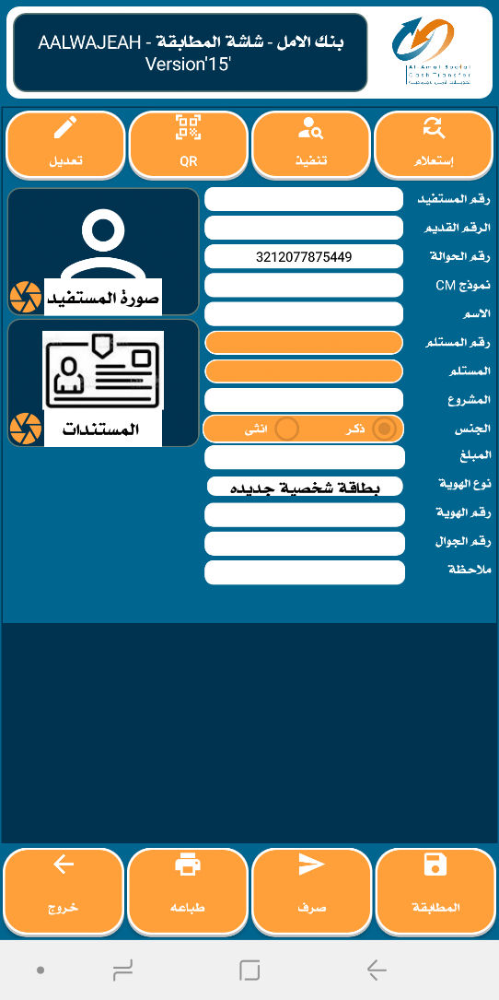 بنك الامل - شاشة المطابقة - AALWAJEAH
Version'15'
Al Amal Social
Cash Transfer
إستعلام
تنفيذ
QR
تعديل
رقم المستفيد
الرقم القديم
رقم الحوالة 3212077875449
نموذج CM
الاسم
رقم المستلم
المستلم
المشروع
الجنس ذكر انثى
المبلغ
نوع الهوية بطاقة شخصية جديده
رقم الهوية
رقم الجوال
ملاحظة
صورة المستفيد
المستندات
المطابقة
صرف
طباعه
خروج